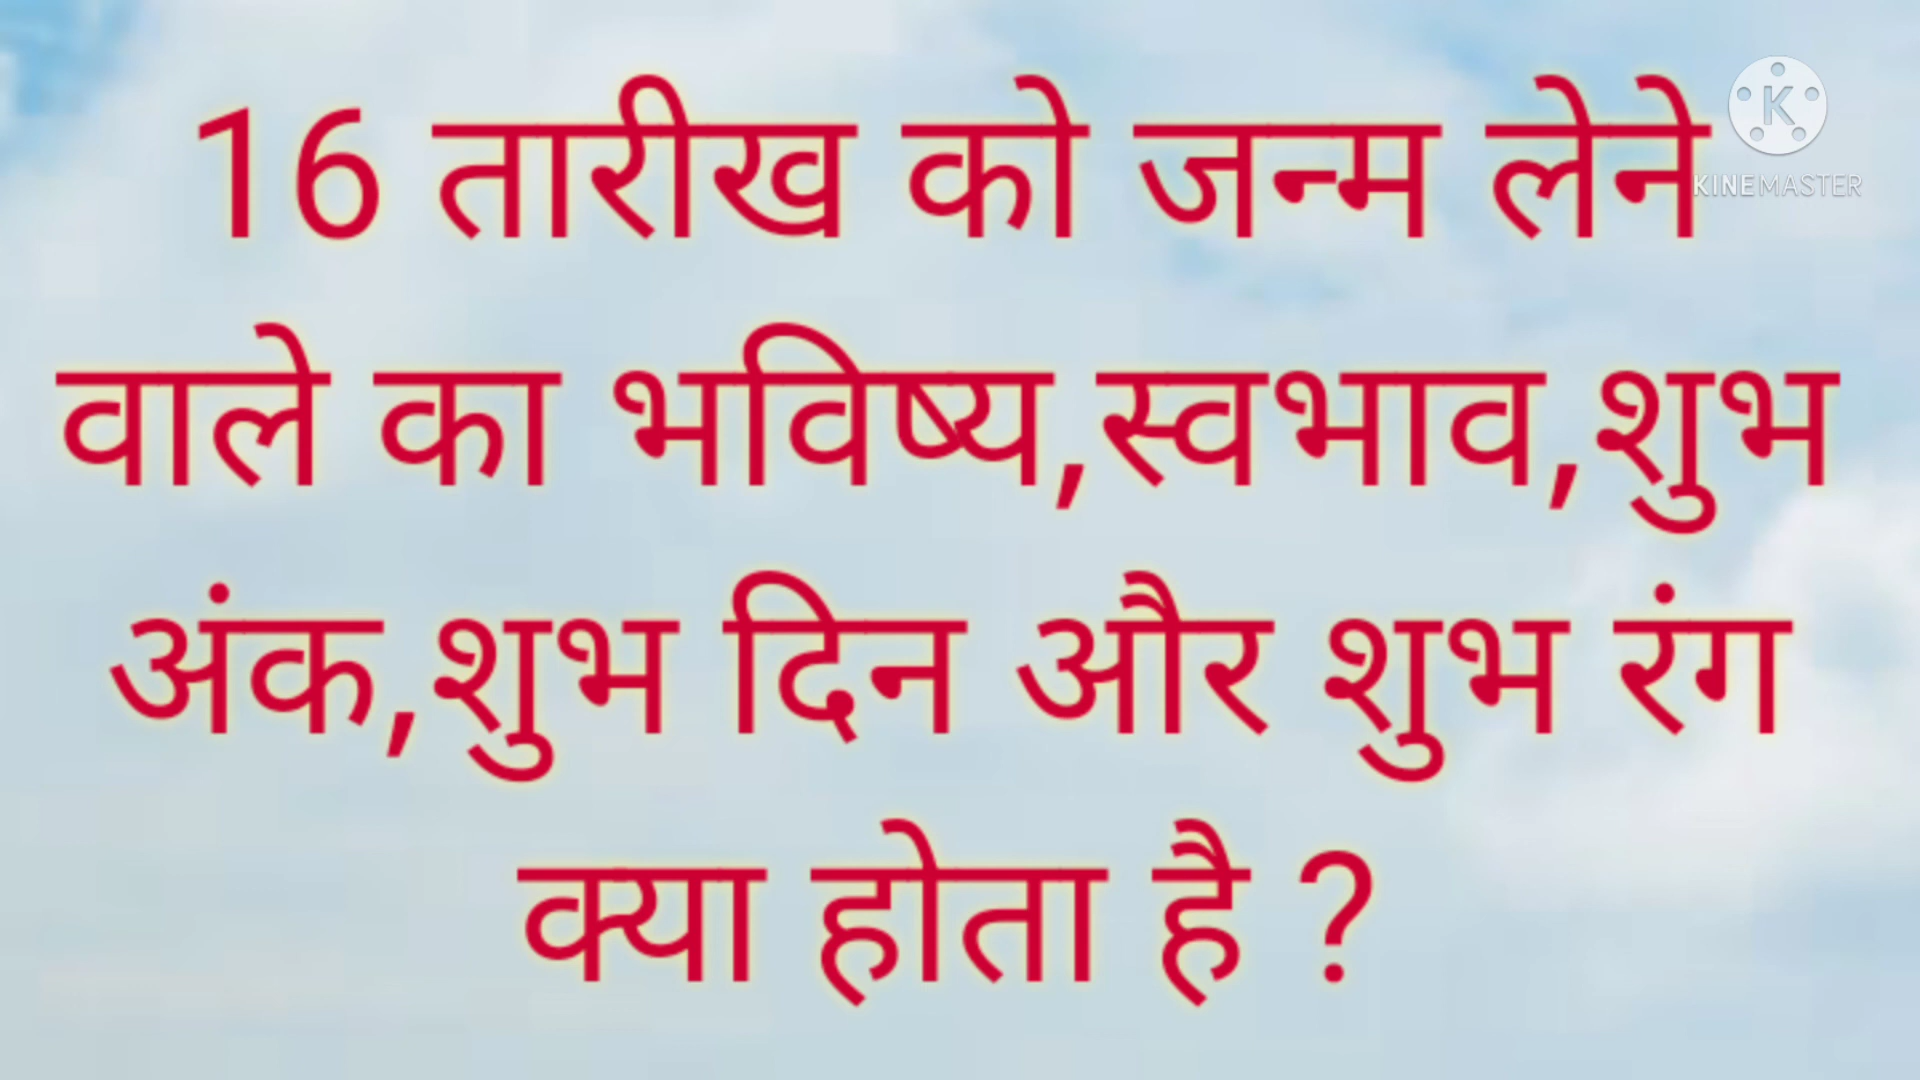 16 तारीख को जन्म लेने
वाले का भविष्य,स्वभाव,शुभ
अंक,शुभ दिन और शुभ रंग
क्या होता है ?
K
KINEMASTER